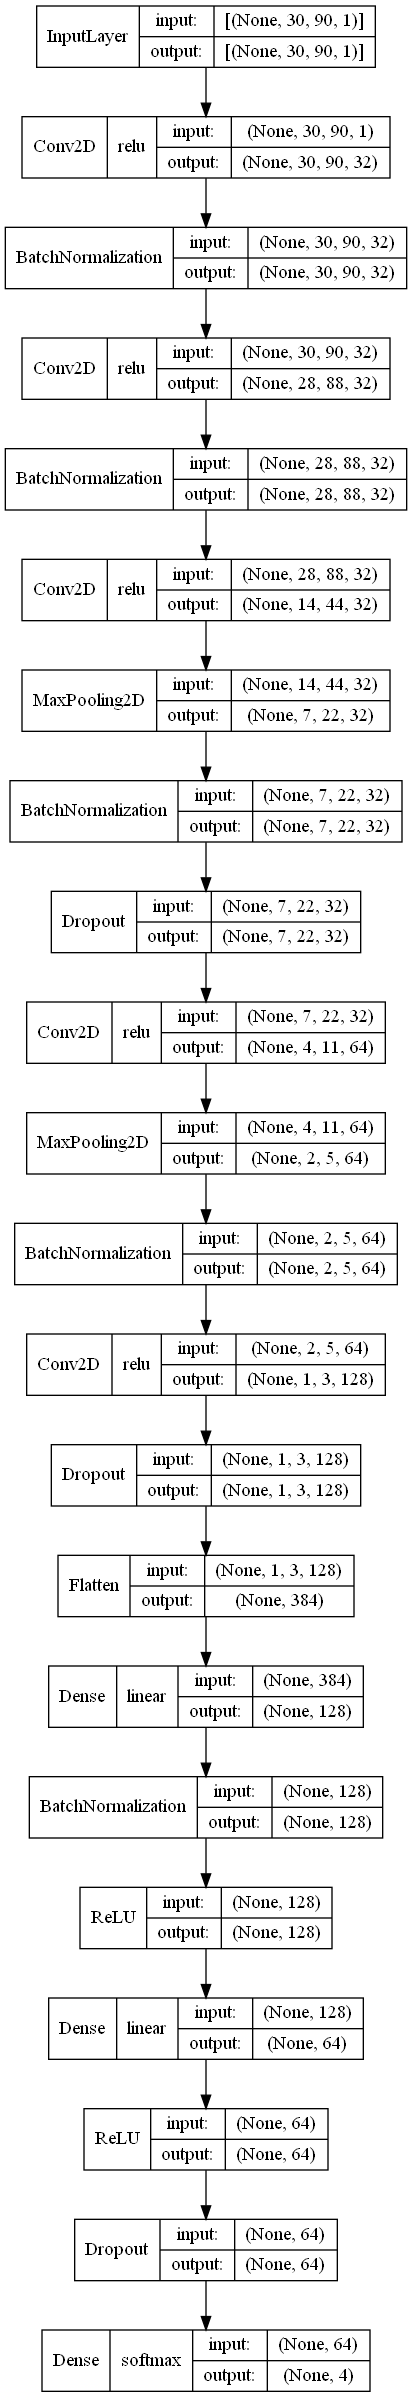 InputLayer input: [(None, 30, 90, 1)]
output: [(None, 30, 90, 1)]
Conv2D relu input: (None, 30, 90, 1)
output: (None, 30, 90, 32)
BatchNormalization input: (None, 30, 90, 32)
output: (None, 30, 90, 32)
Conv2D relu input: (None, 30, 90, 32)
output: (None, 28, 88, 32)
BatchNormalization input: (None, 28, 88, 32)
output: (None, 28, 88, 32)
Conv2D relu input: (None, 28, 88, 32)
output: (None, 14, 44, 32)
MaxPooling2D input: (None, 14, 44, 32)
output: (None, 7, 22, 32)
BatchNormalization input: (None, 7, 22, 32)
output: (None, 7, 22, 32)
Dropout input: (None, 7, 22, 32)
output: (None, 7, 22, 32)
Conv2D relu input: (None, 7, 22, 32)
output: (None, 4, 11, 64)
MaxPooling2D input: (None, 4, 11, 64)
output: (None, 2, 5, 64)
BatchNormalization input: (None, 2, 5, 64)
output: (None, 2, 5, 64)
Conv2D relu input: (None, 2, 5, 64)
output: (None, 1, 3, 128)
Dropout input: (None, 1, 3, 128)
output: (None, 1, 3, 128)
Flatten input: (None, 1, 3, 128)
output: (None, 384)
Dense linear input: (None, 384)
output: (None, 128)
BatchNormalization input: (None, 128)
output: (None, 128)
ReLU input: (None, 128)
output: (None, 128)
Dense linear input: (None, 128)
output: (None, 64)
ReLU input: (None, 64)
output: (None, 64)
Dropout input: (None, 64)
output: (None, 64)
Dense softmax input: (None, 64)
output: (None, 4)